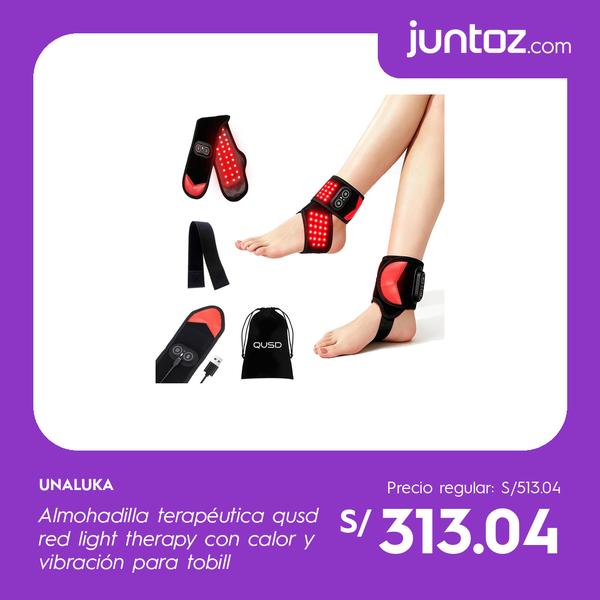 juntoz.com
QUSD
UNALUKA
Almohadilla terapéutica qusd
red light therapy con calor y
vibración para tobill
Precio regular: S/513.04
S/ 313.04